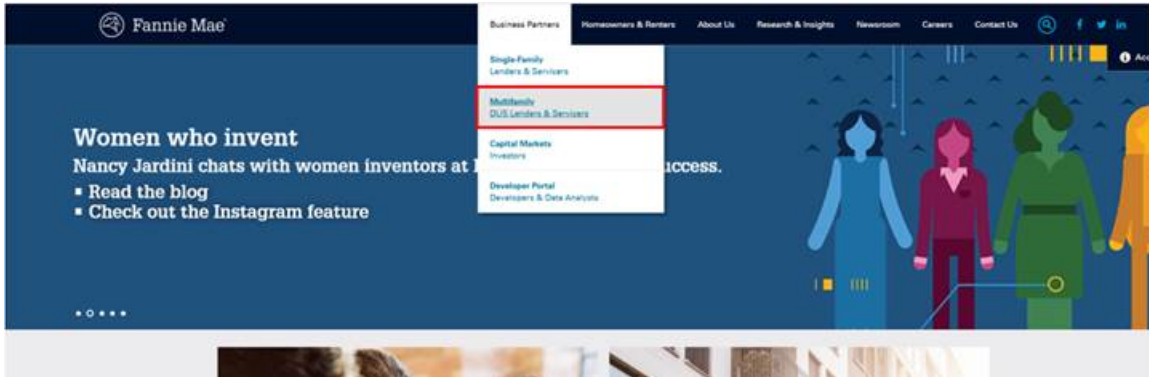 Fannie Mae
Business Partners Homeowners & Renters About Us Research & Insights Newsroom Careers Contact Us
Single-Family
Lenders & Servicers
Multifamily
DUS Lenders & Servicers
Capital Markets
Investors
Developer Portal
Developers & Data Analysts
Women who invent
Nancy Jardini chats with women inventors at
ccess.
▪ Read the blog
▪ Check out the Instagram feature